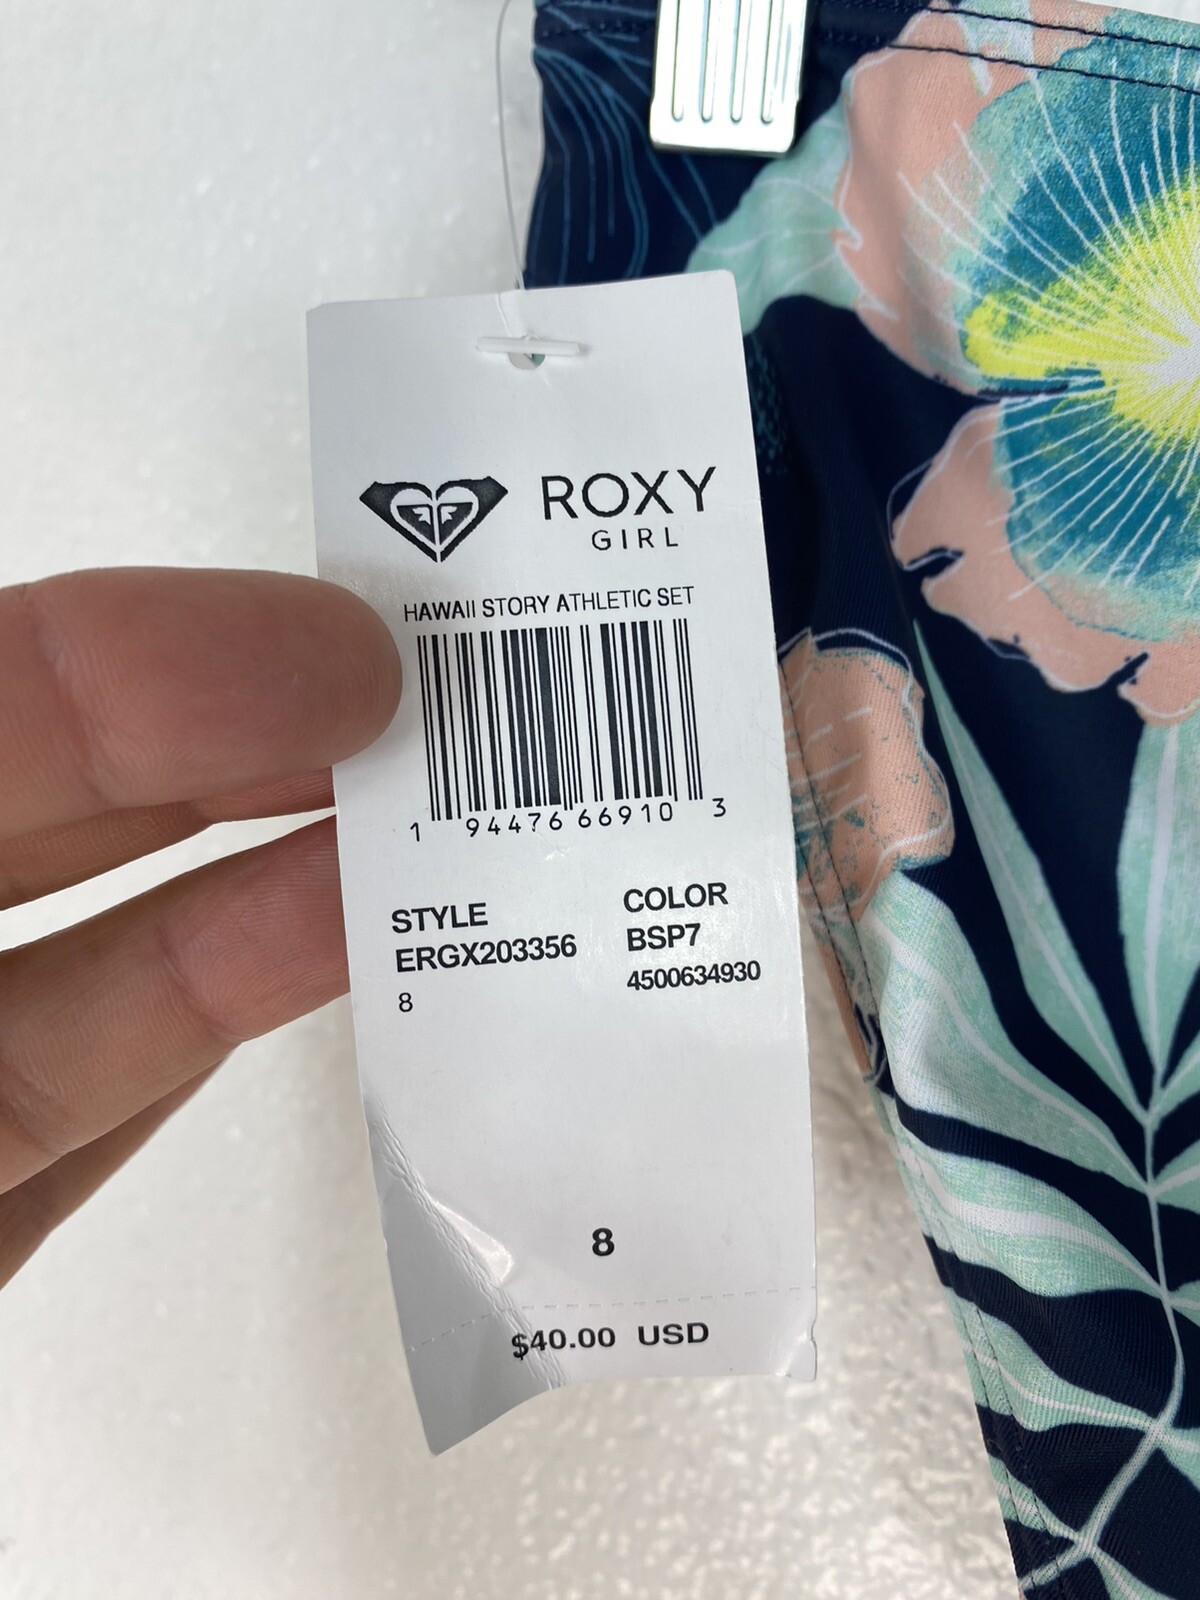 ROXY
GIRL
HAWAII STORY ATHLETIC SET
1 94476 66910 3
STYLE COLOR
ERGX203356 BSP7
8 4500634930
8
$40.00 USD